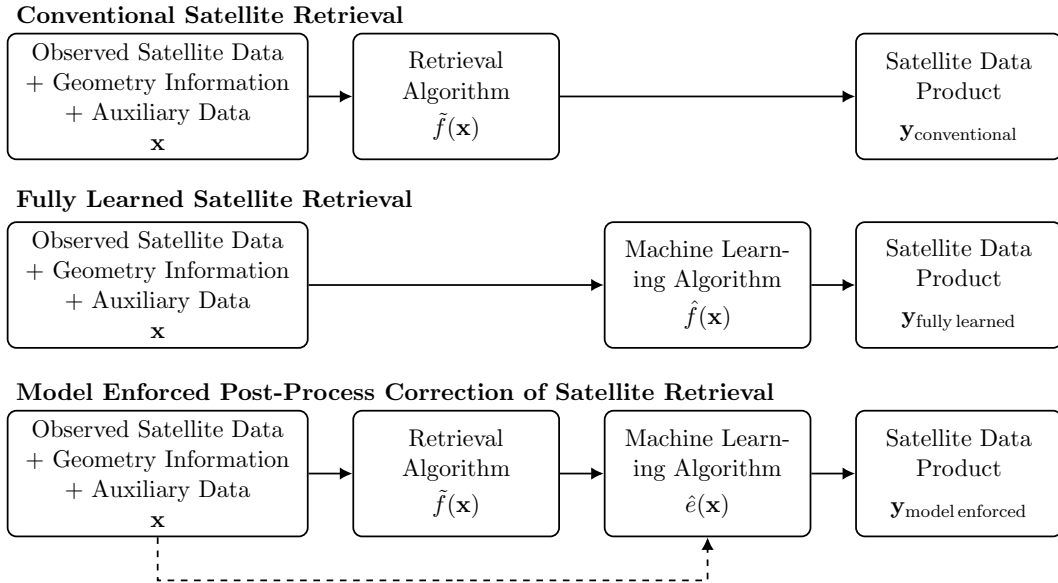 Conventional Satellite Retrieval
Observed Satellite Data
+ Geometry Information
+ Auxiliary Data
x
Retrieval
Algorithm
f̃(x)
Satellite Data
Product
y_conventional
Fully Learned Satellite Retrieval
Observed Satellite Data
+ Geometry Information
+ Auxiliary Data
x
Machine Learn-
ing Algorithm
f̂(x)
Satellite Data
Product
y_fully learned
Model Enforced Post-Process Correction of Satellite Retrieval
Observed Satellite Data
+ Geometry Information
+ Auxiliary Data
x
Retrieval
Algorithm
f̃(x)
Machine Learn-
ing Algorithm
ê(x)
Satellite Data
Product
y_model enforced